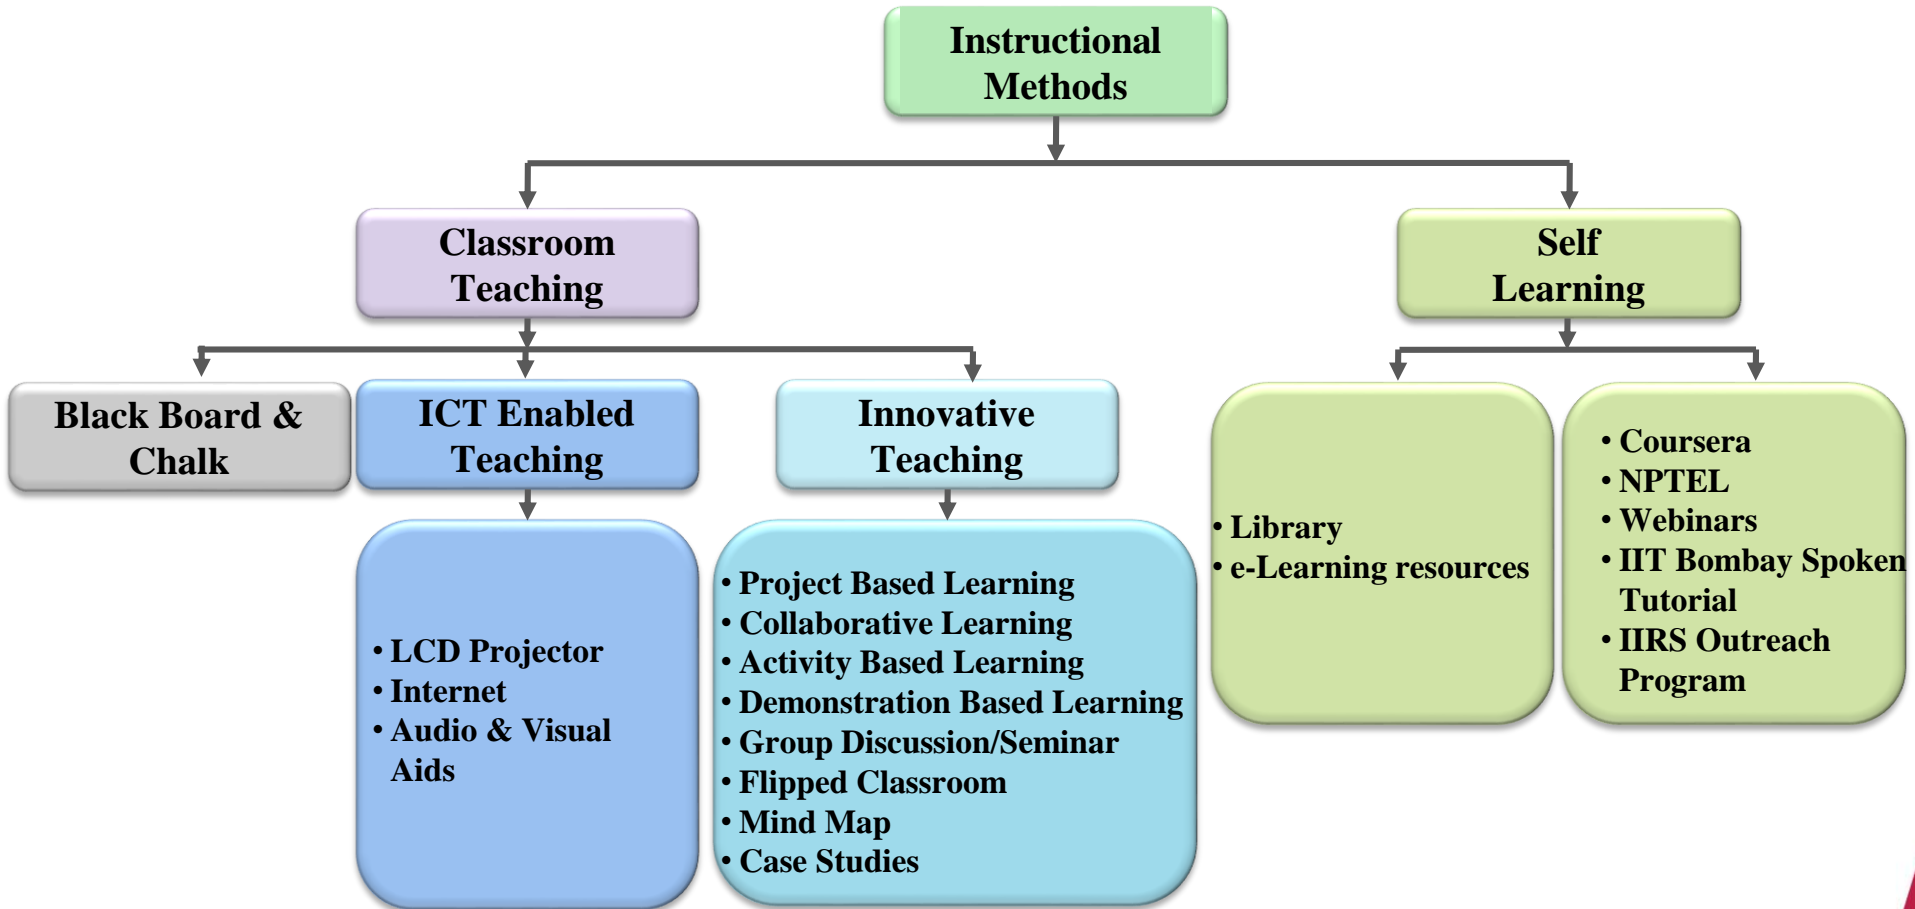 Instructional
Methods
Classroom
Teaching
Self
Learning
Black Board &
Chalk
ICT Enabled
Teaching
Innovative
Teaching
• LCD Projector
• Internet
• Audio & Visual
Aids
• Project Based Learning
• Collaborative Learning
• Activity Based Learning
• Demonstration Based Learning
• Group Discussion/Seminar
• Flipped Classroom
• Mind Map
• Case Studies
• Library
• e-Learning resources
• Coursera
• NPTEL
• Webinars
• IIT Bombay Spoken
Tutorial
• IIRS Outreach
Program